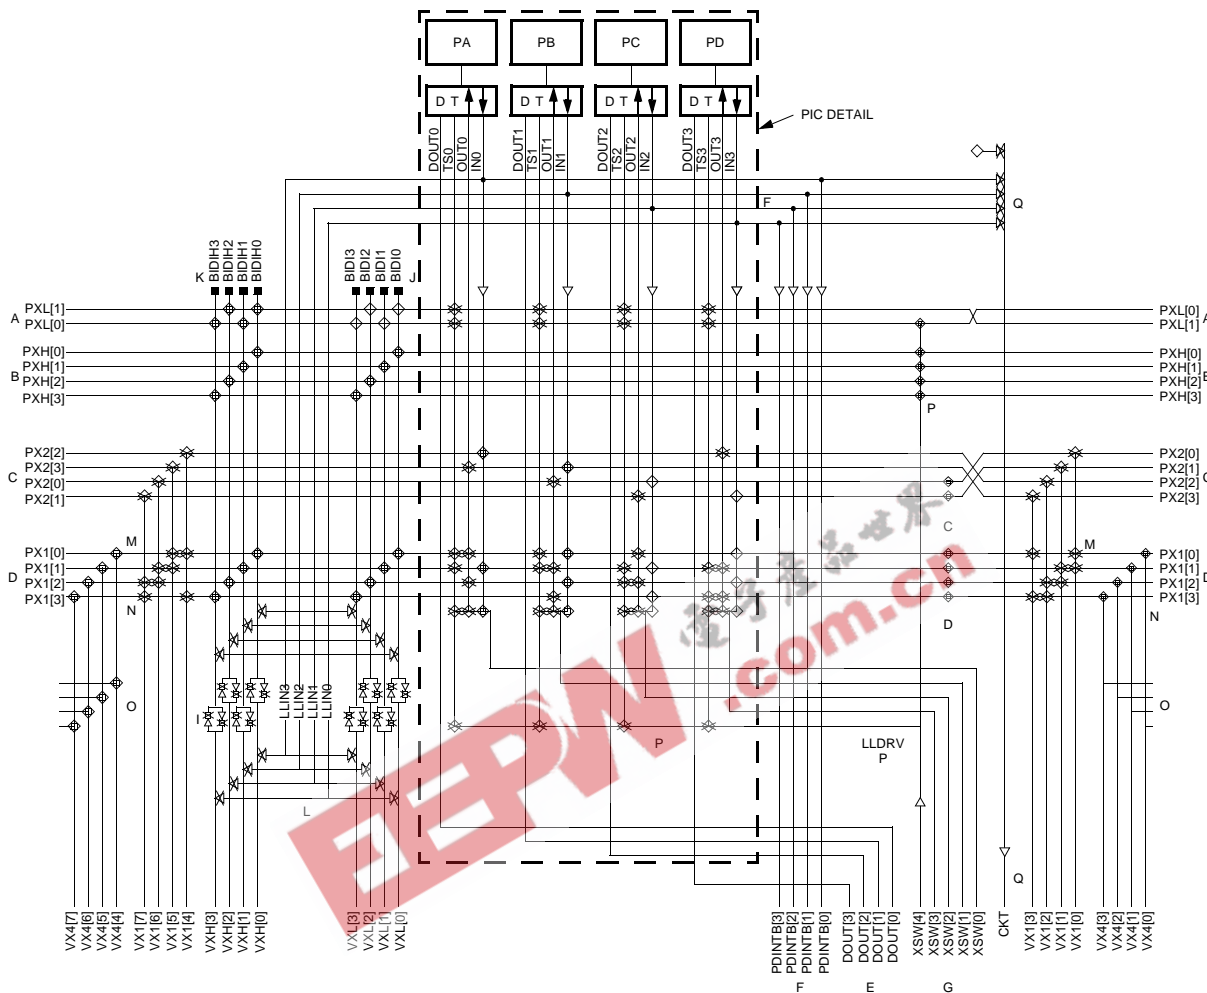 PA PB PC PD
D T D T D T D T
PIC DETAIL
DOUT0 TS0 OUT0 IN0 DOUT1 TS1 OUT1 IN1 DOUT2 TS2 OUT2 IN2 DOUT3 TS3 OUT3 IN3
F Q
K BIDIH3 BIDIH2 BIDIH1 BIDIH0 BIDI3 BIDI2 BIDI1 BIDI0 J
A PXL[1] PXL[0]
PXL[0] PXL[1] A
B PXH[0] PXH[1] PXH[2] PXH[3]
PXH[0] PXH[1] PXH[2] PXH[3]
P
C PX2[2] PX2[3] PX2[0] PX2[1]
PX2[0] PX2[1] PX2[2] PX2[3]
C
M M
D PX1[0] PX1[1] PX1[2] PX1[3]
PX1[0] PX1[1] PX1[2] PX1[3]
N D N
電子產品世界
EEPW .com.cn
O I LLIN3 LLIN2 LLIN1 LLIN0 O
P LLDRV
P
L
Q
VX4[7] VX4[6] VX4[5] VX4[4] VX1[7] VX1[6] VX1[5] VX1[4] VXH[3] VXH[2] VXH[1] VXH[0] VXL[3] VXL[2] VXL[1] VXL[0] PDINTB[3] PDINTB[2] PDINTB[1] PDINTB[0] DOUT[3] DOUT[2] DOUT[1] DOUT[0] XSW[4] XSW[3] XSW[2] XSW[1] XSW[0] CKT VX1[3] VX1[2] VX1[1] VX1[0] VX4[3] VX4[2] VX4[1] VX4[0]
F E G